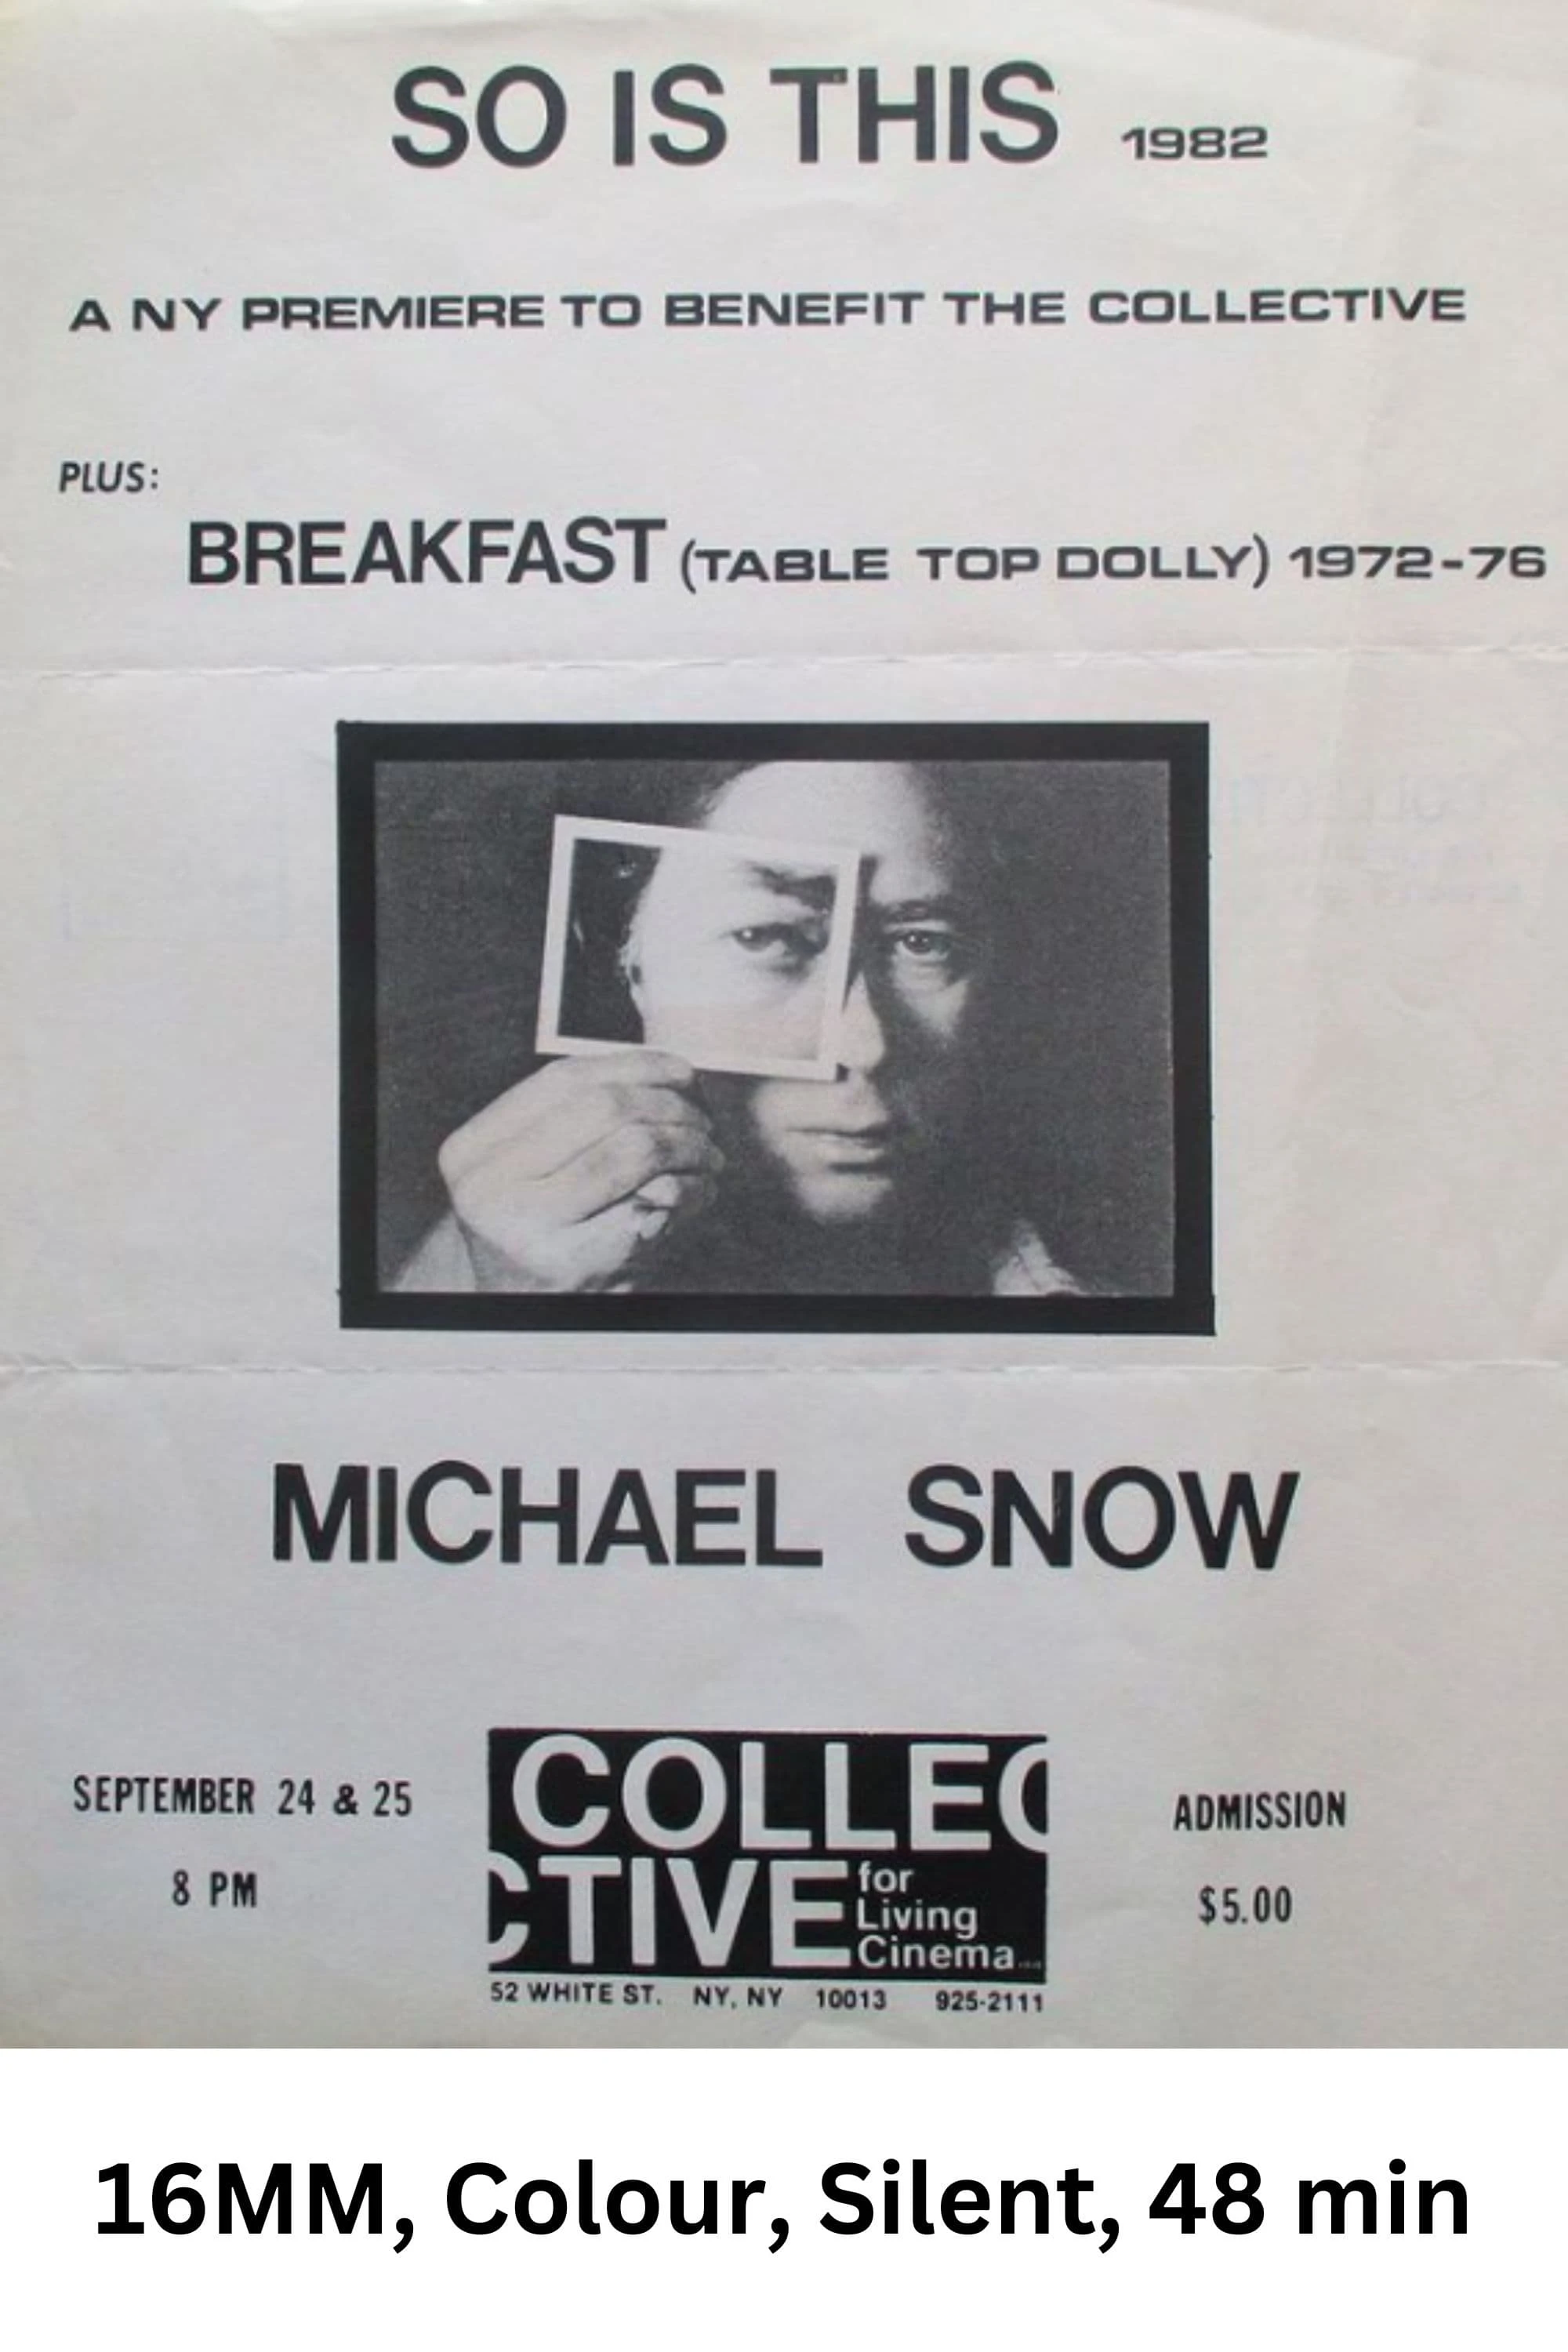 SO IS THIS 1982
A NY PREMIERE TO BENEFIT THE COLLECTIVE
PLUS:
BREAKFAST (TABLE TOP DOLLY) 1972-76
MICHAEL SNOW
SEPTEMBER 24 & 25
8 PM
COLLEC
CTIVE for
Living
Cinema
52 WHITE ST. NY, NY 10013 925-2111
ADMISSION
$5.00
16MM, Colour, Silent, 48 min